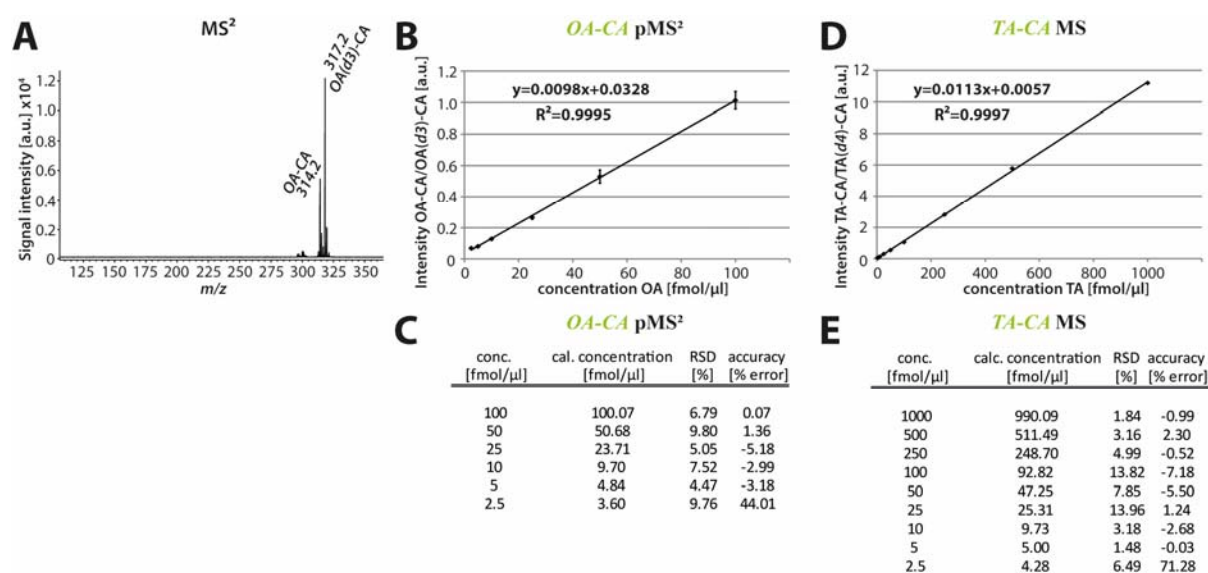 A
MS²
Signal intensity [a.u.] x10⁴
1.2
1.0
0.8
0.6
0.4
0.2
0
OA-CA
314.2
317.2
OA(d3)-CA
125 150 175 200 225 250 275 300 325 350
m/z
B
OA-CA pMS²
Intensity OA-CA/OA(d3)-CA [a.u.]
1.2
1.0
0.8
0.6
0.4
0.2
0
y=0.0098x+0.0328
R²=0.9995
0 20 40 60 80 100
concentration OA [fmol/µl]
C
OA-CA pMS²
conc. cal. concentration RSD accuracy
[fmol/µl] [fmol/µl] [%] [% error]
100 100.07 6.79 0.07
50 50.68 9.80 1.36
25 23.71 5.05 -5.18
10 9.70 7.52 -2.99
5 4.84 4.47 -3.18
2.5 3.60 9.76 44.01
D
TA-CA MS
Intensity TA-CA/TA(d4)-CA [a.u.]
12
10
8
6
4
2
0
y=0.0113x+0.0057
R²=0.9997
0 200 400 600 800 1000
concentration TA [fmol/µl]
E
TA-CA MS
conc. calc. concentration RSD accuracy
[fmol/µl] [fmol/µl] [%] [% error]
1000 990.09 1.84 -0.99
500 511.49 3.16 2.30
250 248.70 4.99 -0.52
100 92.82 13.82 -7.18
50 47.25 7.85 -5.50
25 25.31 13.96 1.24
10 9.73 3.18 -2.68
5 5.00 1.48 -0.03
2.5 4.28 6.49 71.28